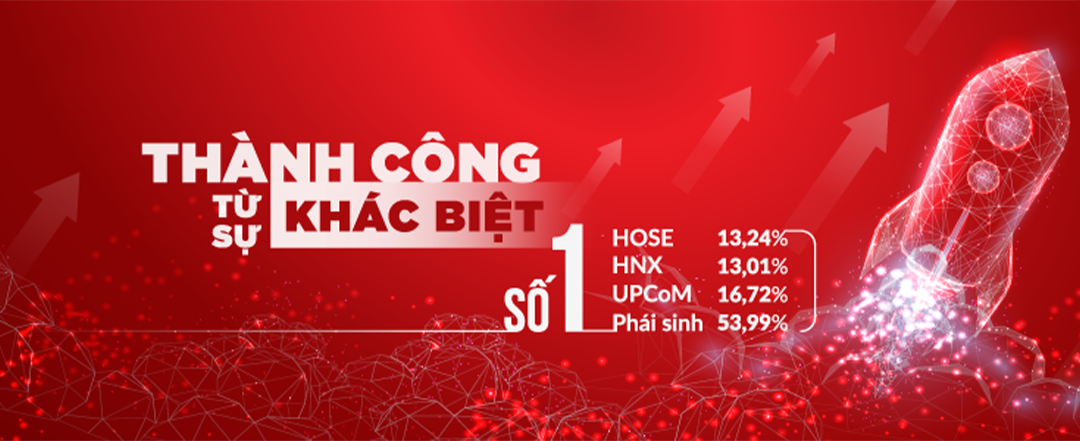 THÀNH CÔNG
TỪ SỰ KHÁC BIỆT
SỐ 1
HOSE 13,24%
HNX 13,01%
UPCoM 16,72%
Phái sinh 53,99%